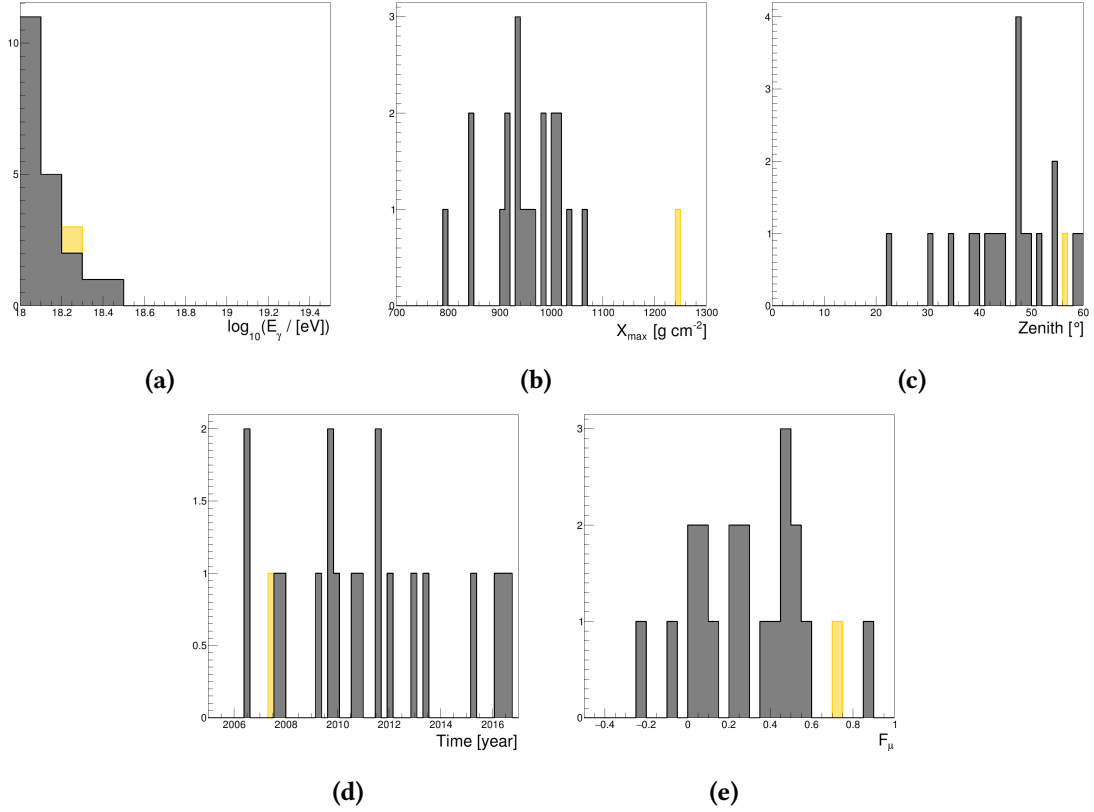 10
5
0
18 18.2 18.4 18.6 18.8 19 19.2 19.4
log10(Eγ / [eV])
(a)
3
2
1
0
700 800 900 1000 1100 1200 1300
Xmax [g cm-2]
(b)
4
3
2
1
0
0 10 20 30 40 50 60
Zenith [°]
(c)
2
1.5
1
0.5
0
2006 2008 2010 2012 2014 2016
Time [year]
(d)
3
2
1
0
−0.4 −0.2 0 0.2 0.4 0.6 0.8 1
Fμ
(e)